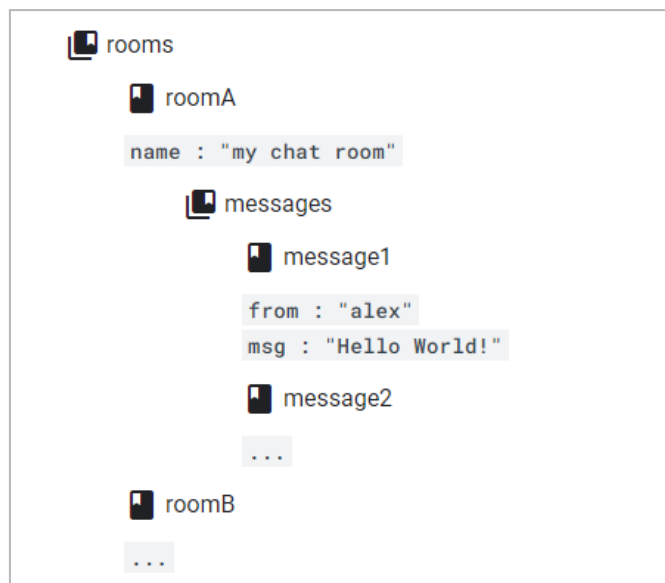 rooms
roomA
name : "my chat room"
messages
message1
from : "alex"
msg : "Hello World!"
message2
...
roomB
...